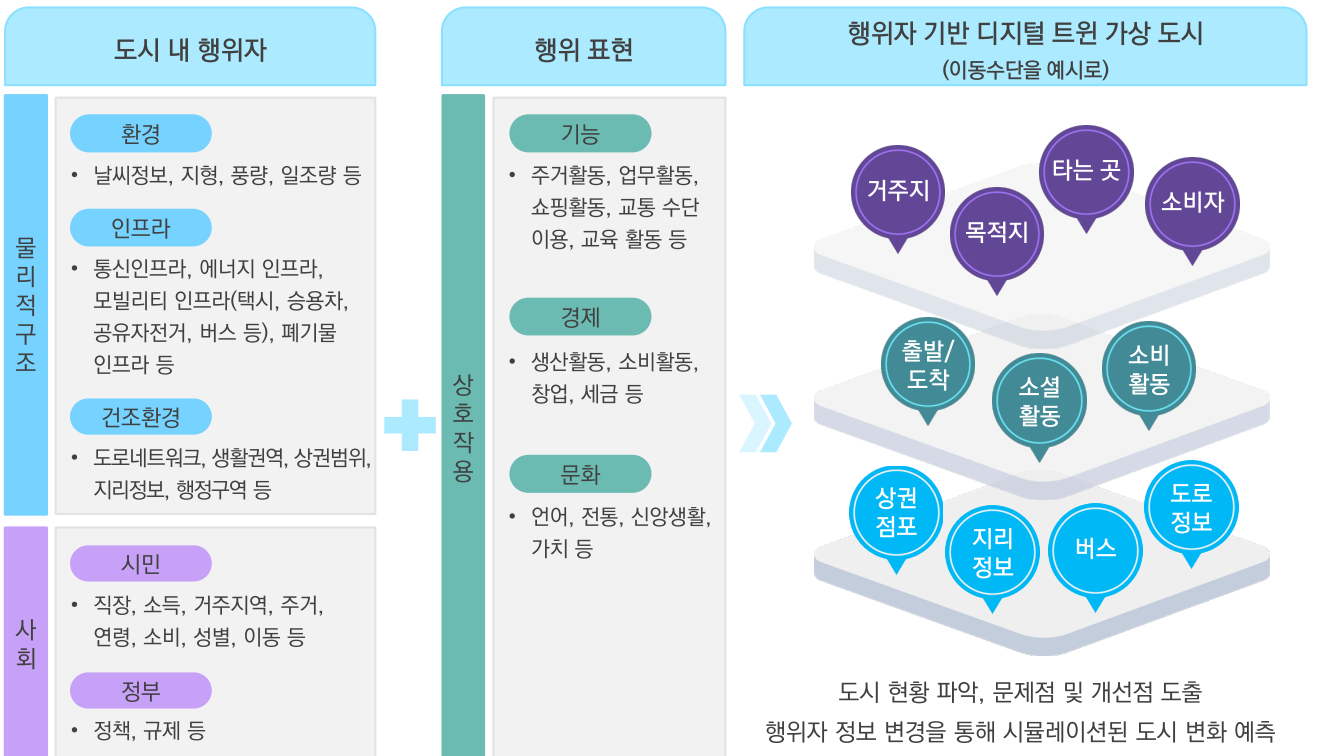 도시 내 행위자
물리적구조
환경
• 날씨정보, 지형, 풍량, 일조량 등
인프라
• 통신인프라, 에너지 인프라,
모빌리티 인프라(택시, 승용차,
공유자전거, 버스 등), 폐기물
인프라 등
건조환경
• 도로네트워크, 생활권역, 상권범위,
지리정보, 행정구역 등
사회
시민
• 직장, 소득, 거주지역, 주거,
연령, 소비, 성별, 이동 등
정부
• 정책, 규제 등
행위 표현
상호작용
기능
• 주거활동, 업무활동,
쇼핑활동, 교통 수단
이용, 교육 활동 등
경제
• 생산활동, 소비활동,
창업, 세금 등
문화
• 언어, 전통, 신앙생활,
가치 등
행위자 기반 디지털 트윈 가상 도시
(이동수단을 예시로)
거주지
목적지
타는 곳
소비자
출발/
도착
소셜
활동
소비
활동
상권
점포
지리
정보
버스
도로
정보
도시 현황 파악, 문제점 및 개선점 도출
행위자 정보 변경을 통해 시뮬레이션된 도시 변화 예측